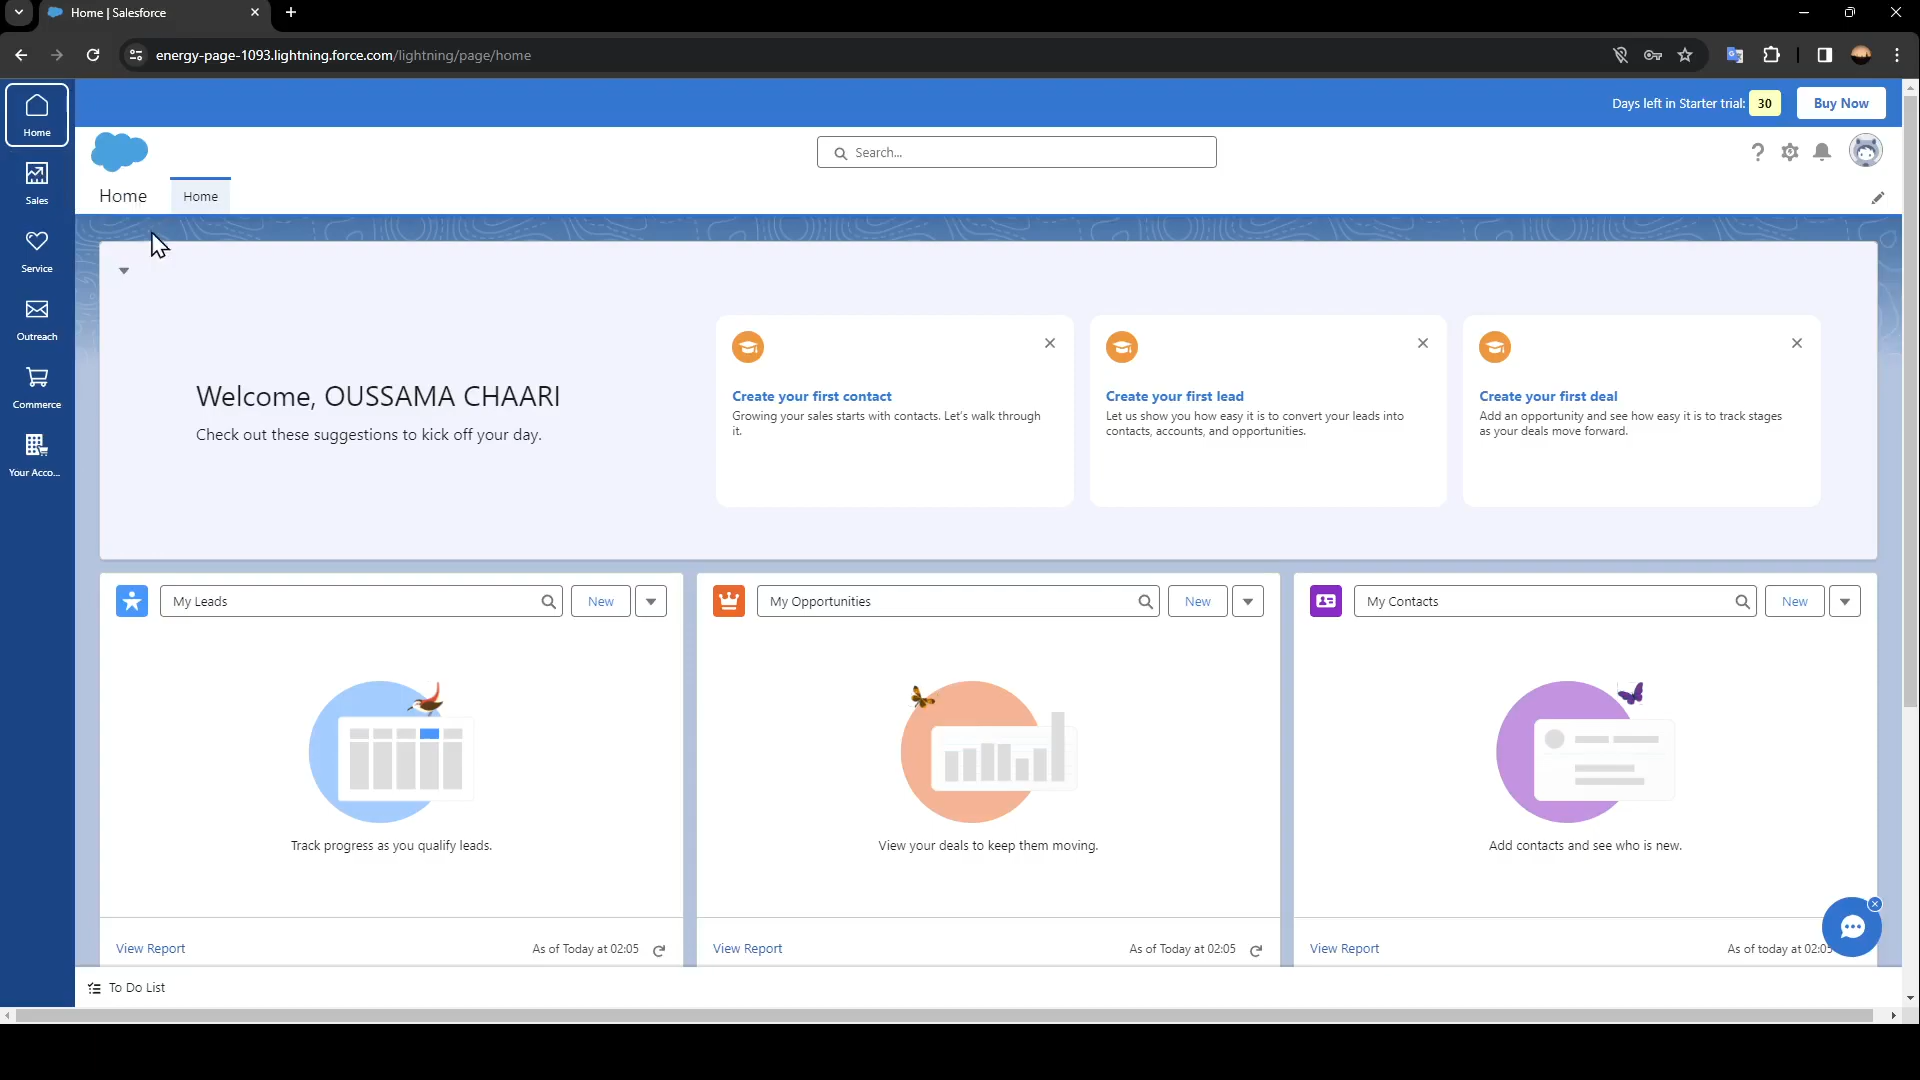 Home | Salesforce
energy-page-1093.lightning.force.com/lightning/page/home
Days left in Starter trial: 30 Buy Now
Home
Sales
Service
Outreach
Commerce
Your Acco...
Search...
Home Home
Welcome, OUSSAMA CHAARI
Check out these suggestions to kick off your day.
Create your first contact
Growing your sales starts with contacts. Let's walk through
it.
Create your first lead
Let us show you how easy it is to convert your leads into
contacts, accounts, and opportunities.
Create your first deal
Add an opportunity and see how easy it is to track stages
as your deals move forward.
My Leads New
Track progress as you qualify leads.
View Report As of Today at 02:05
My Opportunities New
View your deals to keep them moving.
View Report As of Today at 02:05
My Contacts New
Add contacts and see who is new.
View Report As of today at 02:05
To Do List